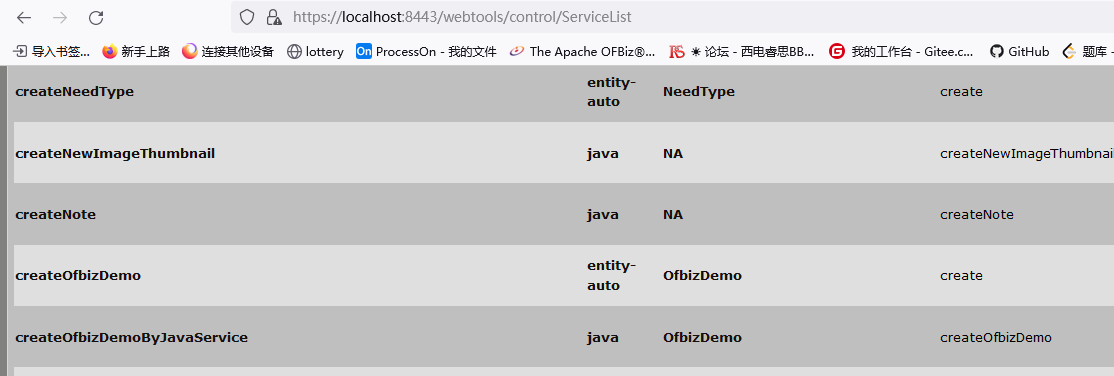 https://localhost:8443/webtools/control/ServiceList
导入书签... 新手上路 连接其他设备 lottery On ProcessOn - 我的文件 The Apache OFBiz®... RS ☀ 论坛 - 西电睿思BB... G 我的工作台 - Gitee.c... GitHub 题库 -
createNeedType entity-auto NeedType create
createNewImageThumbnail java NA createNewImageThumbnail
createNote java NA createNote
createOfbizDemo entity-auto OfbizDemo create
createOfbizDemoByJavaService java OfbizDemo createOfbizDemo